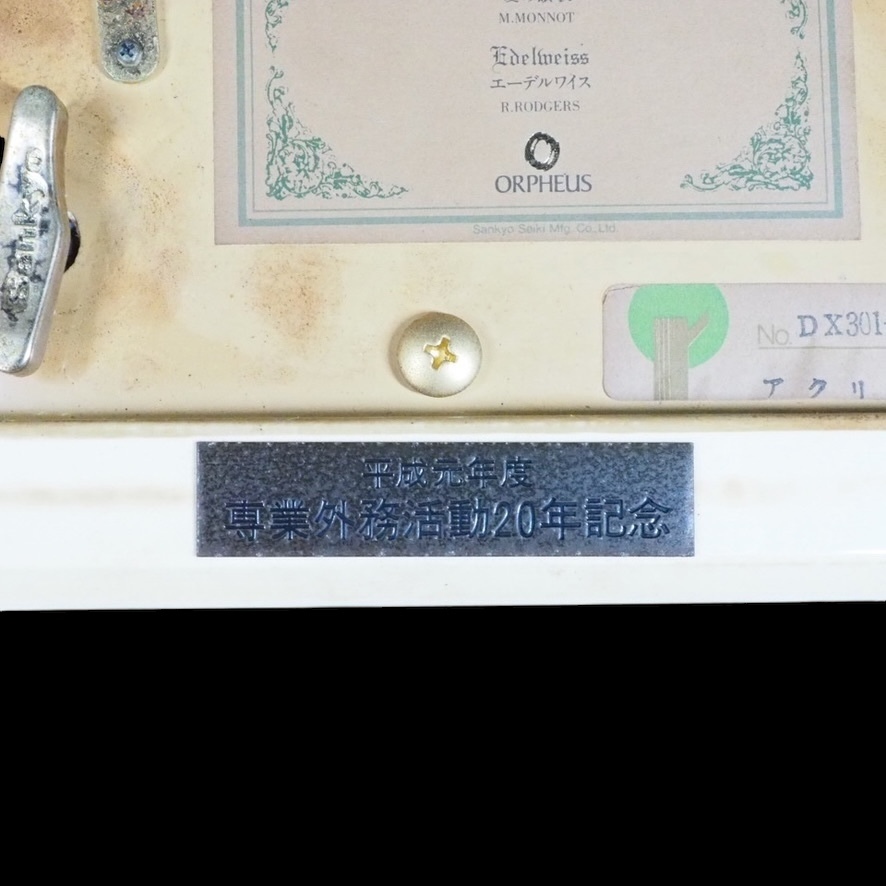 M.MONNOT
Edelweiss
エーデルワイス
R.RODGERS
ORPHEUS
Sankyo Seiki Mfg. Co., Ltd.
Sankyo
No. DX301
アクリ
平成元年度
専業外務活動20年記念